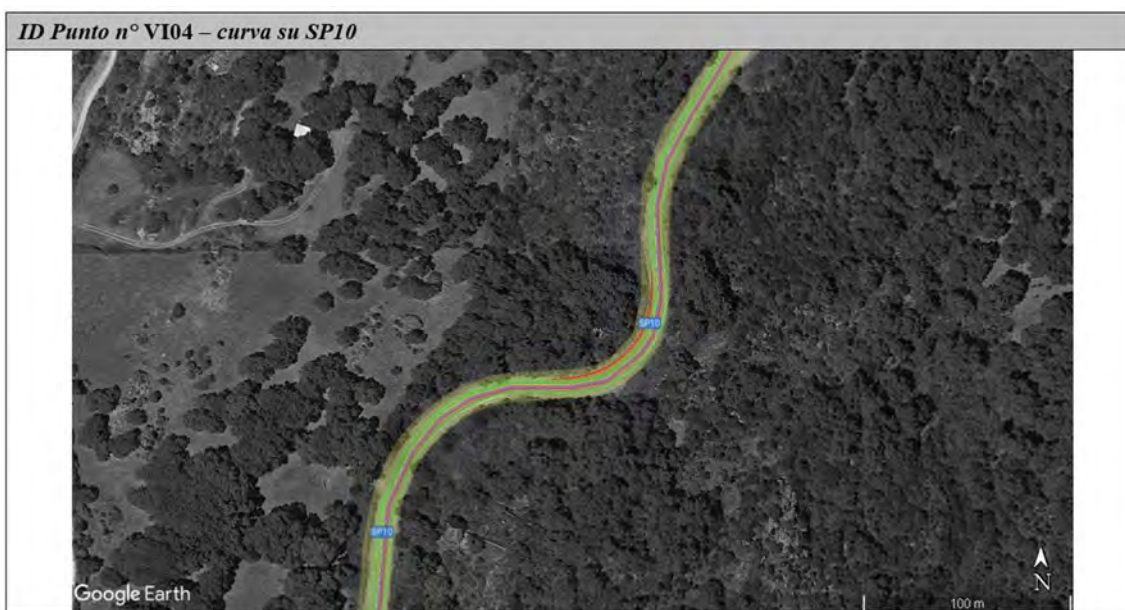 ID Punto n° VI04 – curva su SP10
SP10
SP10
Google Earth
100 m
N